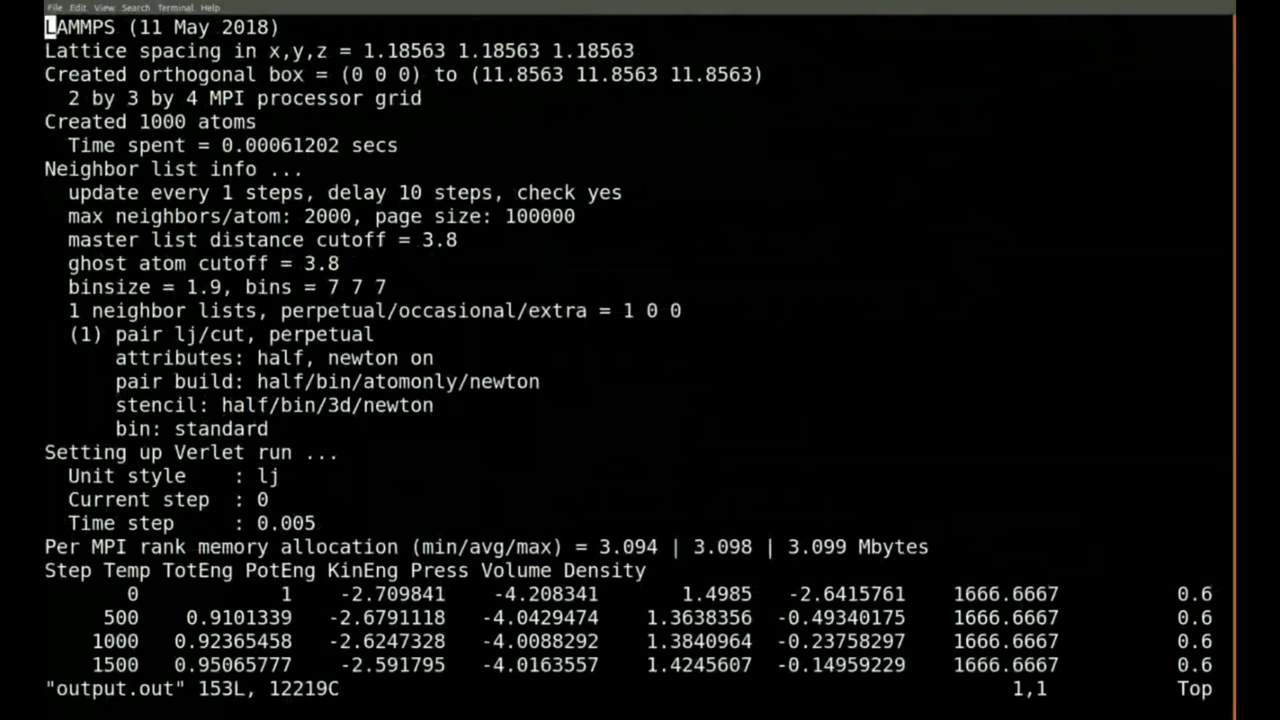 File Edit View Search Terminal Help
LAMMPS (11 May 2018)
Lattice spacing in x,y,z = 1.18563 1.18563 1.18563
Created orthogonal box = (0 0 0) to (11.8563 11.8563 11.8563)
  2 by 3 by 4 MPI processor grid
Created 1000 atoms
  Time spent = 0.00061202 secs
Neighbor list info ...
  update every 1 steps, delay 10 steps, check yes
  max neighbors/atom: 2000, page size: 100000
  master list distance cutoff = 3.8
  ghost atom cutoff = 3.8
  binsize = 1.9, bins = 7 7 7
  1 neighbor lists, perpetual/occasional/extra = 1 0 0
  (1) pair lj/cut, perpetual
      attributes: half, newton on
      pair build: half/bin/atomonly/newton
      stencil: half/bin/3d/newton
      bin: standard
Setting up Verlet run ...
  Unit style    : lj
  Current step  : 0
  Time step     : 0.005
Per MPI rank memory allocation (min/avg/max) = 3.094 | 3.098 | 3.099 Mbytes
Step Temp TotEng PotEng KinEng Press Volume Density
       0            1    -2.709841    -4.208341       1.4985   -2.6415761    1666.6667          0.6
     500    0.9101339   -2.6791118   -4.0429474    1.3638356  -0.49340175    1666.6667          0.6
    1000   0.92365458   -2.6247328   -4.0088292    1.3840964  -0.23758297    1666.6667          0.6
    1500   0.95065777    -2.591795   -4.0163557    1.4245607  -0.14959229    1666.6667          0.6
"output.out" 153L, 12219C                                                         1,1           Top